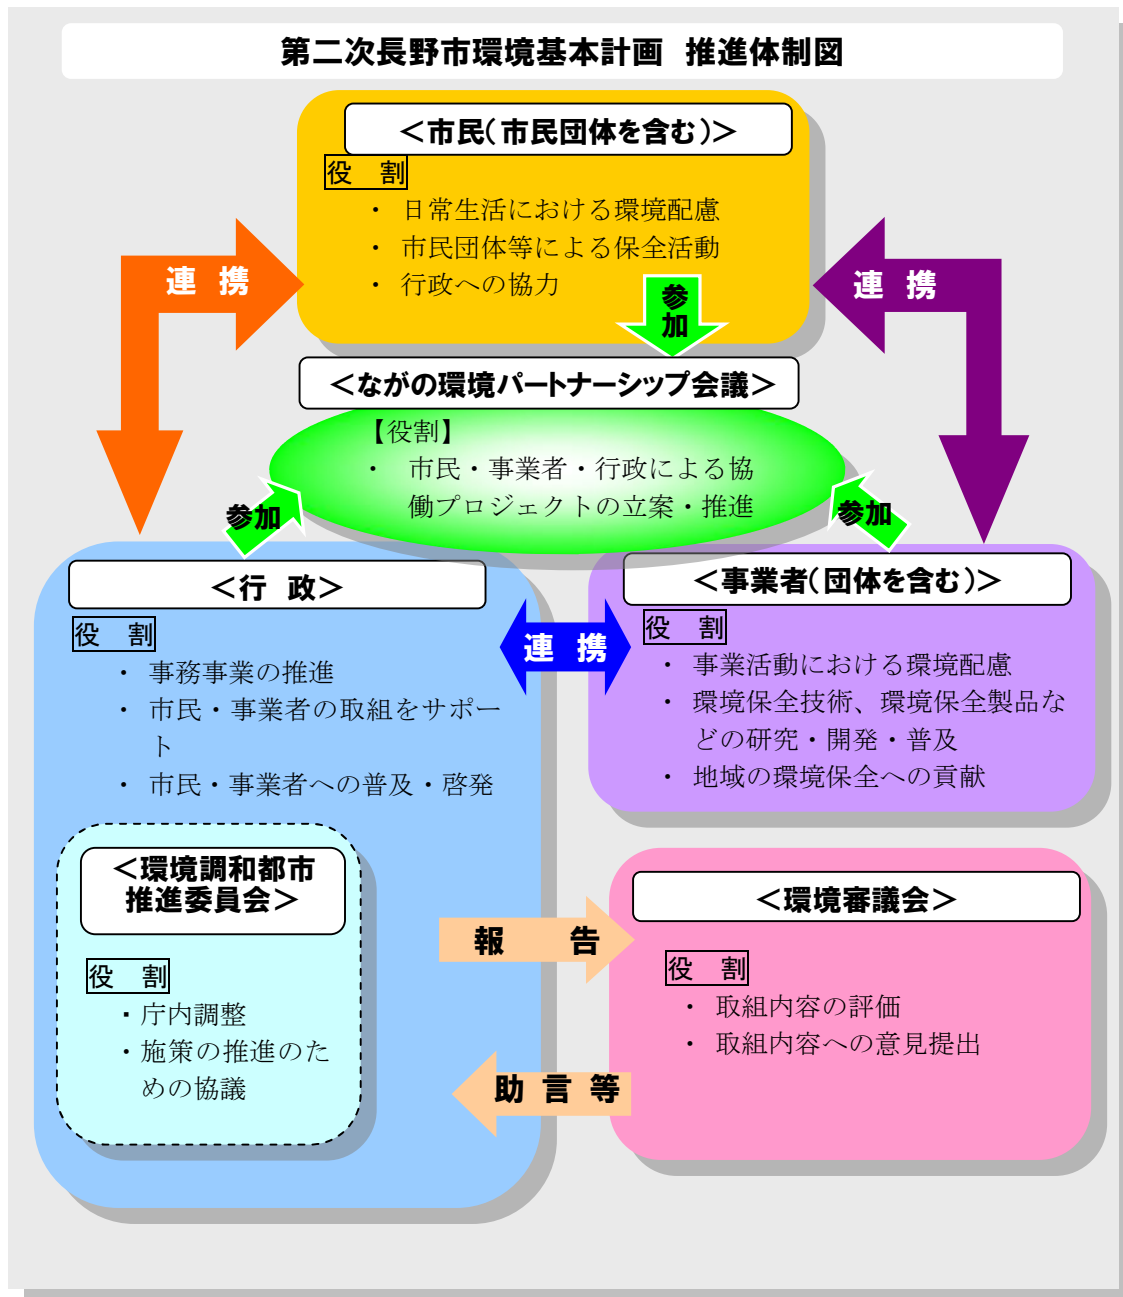 第二次長野市環境基本計画 推進体制図
＜市民（市民団体を含む）＞
役 割
・ 日常生活における環境配慮
・ 市民団体等による保全活動
・ 行政への協力
連 携
連 携
参
加
＜ながの環境パートナーシップ会議＞
【役割】
・ 市民・事業者・行政による協
働プロジェクトの立案・推進
参加
参加
＜行 政＞
役 割
・ 事務事業の推進
・ 市民・事業者の取組をサポー
ト
・ 市民・事業者への普及・啓発
連 携
＜事業者（団体を含む）＞
役 割
・ 事業活動における環境配慮
・ 環境保全技術、環境保全製品な
どの研究・開発・普及
・ 地域の環境保全への貢献
＜環境調和都市
推進委員会＞
役 割
・庁内調整
・施策の推進のた
めの協議
報 告
助 言 等
＜環境審議会＞
役 割
・ 取組内容の評価
・ 取組内容への意見提出